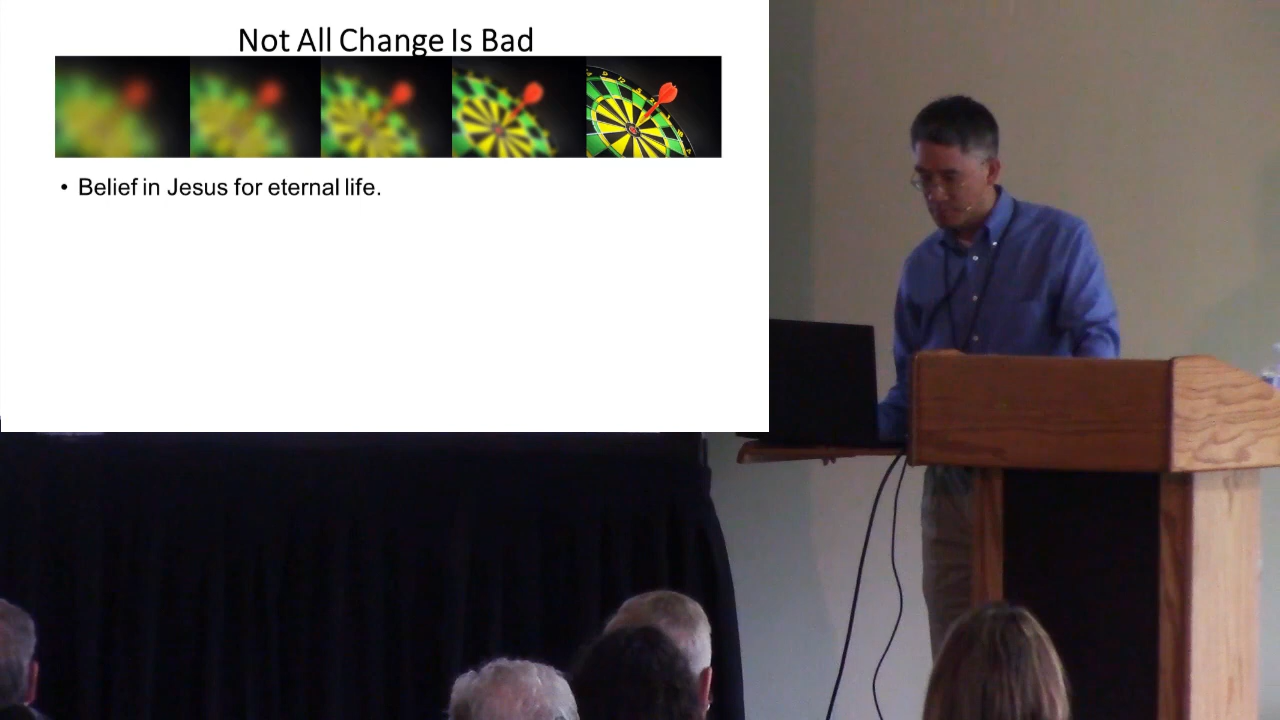 Not All Change Is Bad
• Belief in Jesus for eternal life.